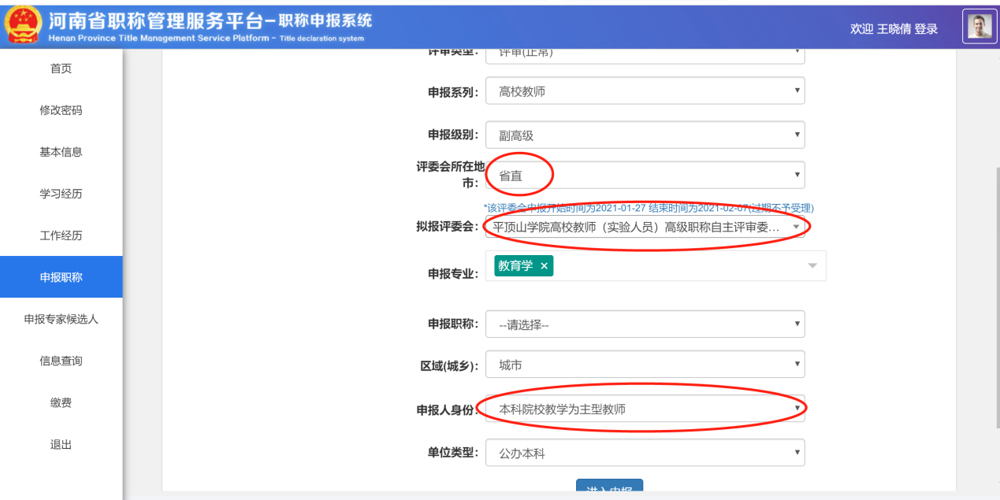 河南省职称管理服务平台-职称申报系统
Henan Province Title Management Service Platform - Title declaration system
欢迎 王晓倩 登录
首页
修改密码
基本信息
学习经历
工作经历
申报职称
申报专家候选人
信息查询
缴费
退出
评审类型: 评审(正常)
申报系列: 高校教师
申报级别: 副高级
评委会所在地市: 省直
*该评委会申报开始时间为2021-01-27 结束时间为2021-02-07(过期不予受理)
拟报评委会: 平顶山学院高校教师（实验人员）高级职称自主评审委...
申报专业: 教育学 ×
申报职称: --请选择--
区域(城乡): 城市
申报人身份: 本科院校教学为主型教师
单位类型: 公办本科
进入申报